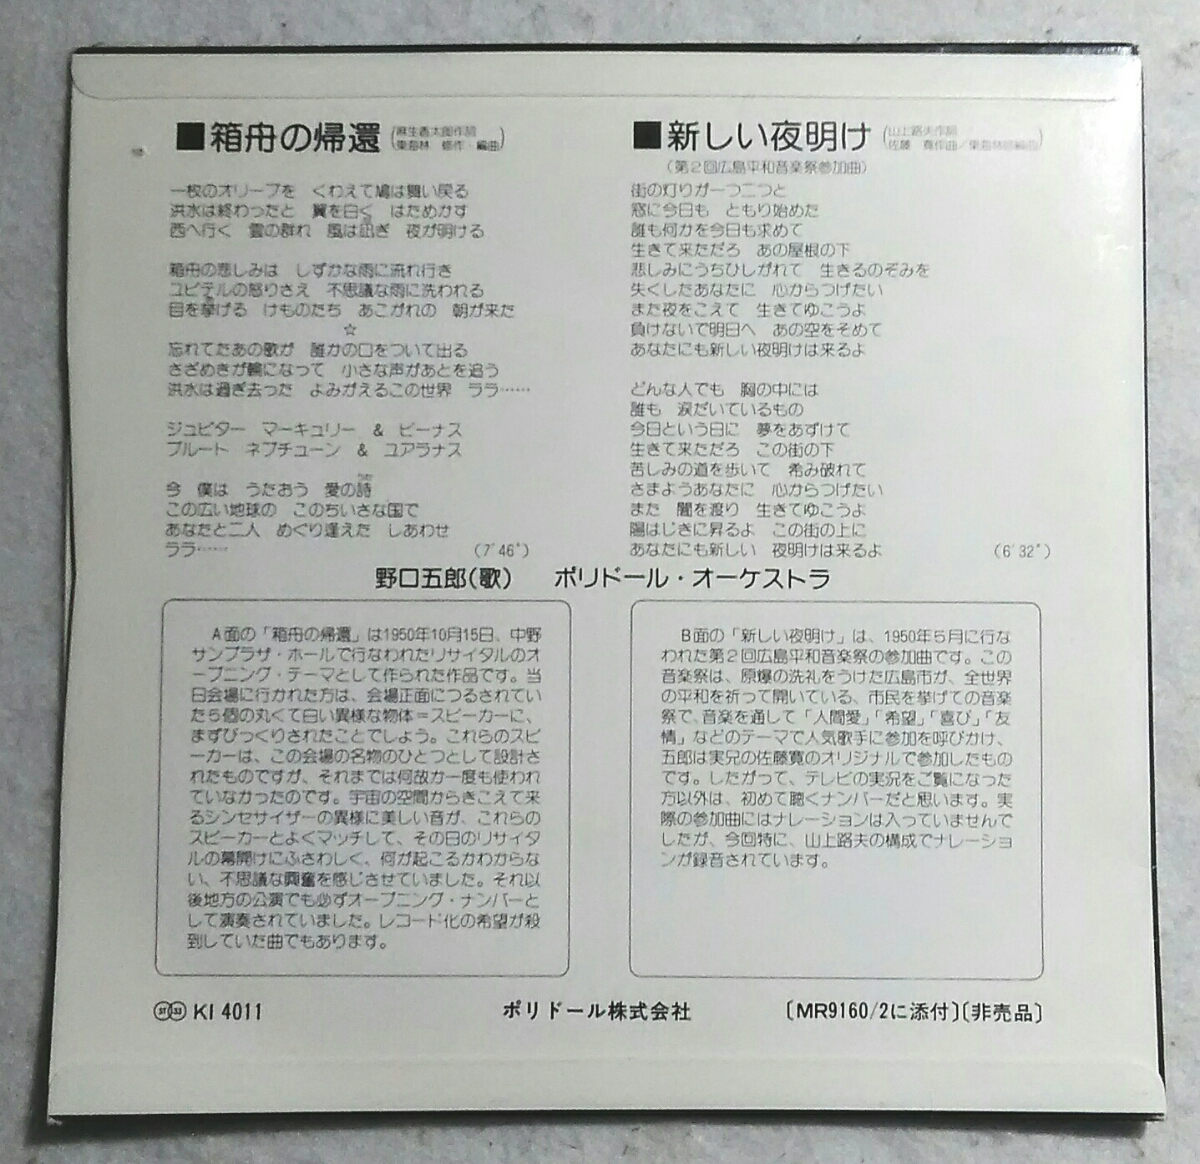 ■箱舟の帰還
(麻生香太郎作詞
東海林 修作・編曲)
一枚のオリーブを くわえて鳩は舞い戻る
洪水は終わったと 翼を白く はためかす
西へ行く 雲の群れ 風は凪ぎ 夜が明ける
箱舟の悲しみは しずかな雨に流れ行き
ユピテルの怒りさえ 不思議な雨に洗われる
目を挙げる けものたち あこがれの 朝が来た
☆
忘れてたあの歌が 誰かの口をついて出る
さざめきが輪になって 小さな声があとを追う
洪水は過ぎ去った よみがえるこの世界 ララ……
ジュピター マーキュリー & ビーナス
プルート ネプチューン & ユアラナス
今 僕は うたおう 愛の詩
この広い地球の このちいさな国で
あなたと二人 めぐり逢えた しあわせ
ララ……
(7′46″)
■新しい夜明け
(山上路夫作詞
佐藤 寛作曲/東海林修編曲)
(第2回広島平和音楽祭参加曲)
街の灯りが一つ二つと
窓に今日も ともり始めた
誰も何かを今日も求めて
生きて来ただろ あの屋根の下
悲しみにうちひしがれて 生きるのぞみを
失くしたあなたに 心からつげたい
また夜をこえて 生きてゆこうよ
負けないで明日へ あの空をそめて
あなたにも新しい夜明けは来るよ
どんな人でも 胸の中には
誰も 涙だいているもの
今日という日に 夢をあずけて
生きて来ただろ この街の下
苦しみの道を歩いて 希み破れて
さまようあなたに 心からつげたい
また 闇を渡り 生きてゆこうよ
陽はじきに昇るよ この街の上に
あなたにも新しい 夜明けは来るよ
(6′32″)
野口五郎(歌) ポリドール・オーケストラ
A面の「箱舟の帰還」は1950年10月15日、中野
サンプラザ・ホールで行なわれたリサイタルのオ
ープニング・テーマとして作られた作品です。当
日会場に行かれた方は、会場正面につるされてい
た5個の丸くて白い異様な物体＝スピーカーに、
まずびっくりされたことでしょう。これらのスピ
ーカーは、この会場の名物のひとつとして設計さ
れたものですが、それまでは何故か一度も使われ
ていなかったのです。宇宙の空間からきこえて来
るシンセサイザーの異様に美しい音が、これらの
スピーカーとよくマッチして、その日のリサイタ
ルの幕開けにふさわしく、何が起こるかわからな
い、不思議な興奮を感じさせていました。それ以
後地方の公演でも必ずオープニング・ナンバーと
して演奏されていました。レコード化の希望が殺
到していた曲でもあります。
B面の「新しい夜明け」は、1950年5月に行な
われた第2回広島平和音楽祭の参加曲です。この
音楽祭は、原爆の洗礼をうけた広島市が、全世界
の平和を祈って開いている、市民を挙げての音楽
祭で、音楽を通して「人間愛」「希望」「喜び」「友
情」などのテーマで人気歌手に参加を呼びかけ、
五郎は実兄の佐藤寛のオリジナルで参加したもの
です。したがって、テレビの実況をご覧になった
方以外は、初めて聴くナンバーだと思います。実
際の参加曲にはナレーションは入っていませんで
したが、今回特に、山上路夫の構成でナレーショ
ンが録音されています。
ST 33 KI 4011 ポリドール株式会社 〔MR9160/2に添付〕〔非売品〕